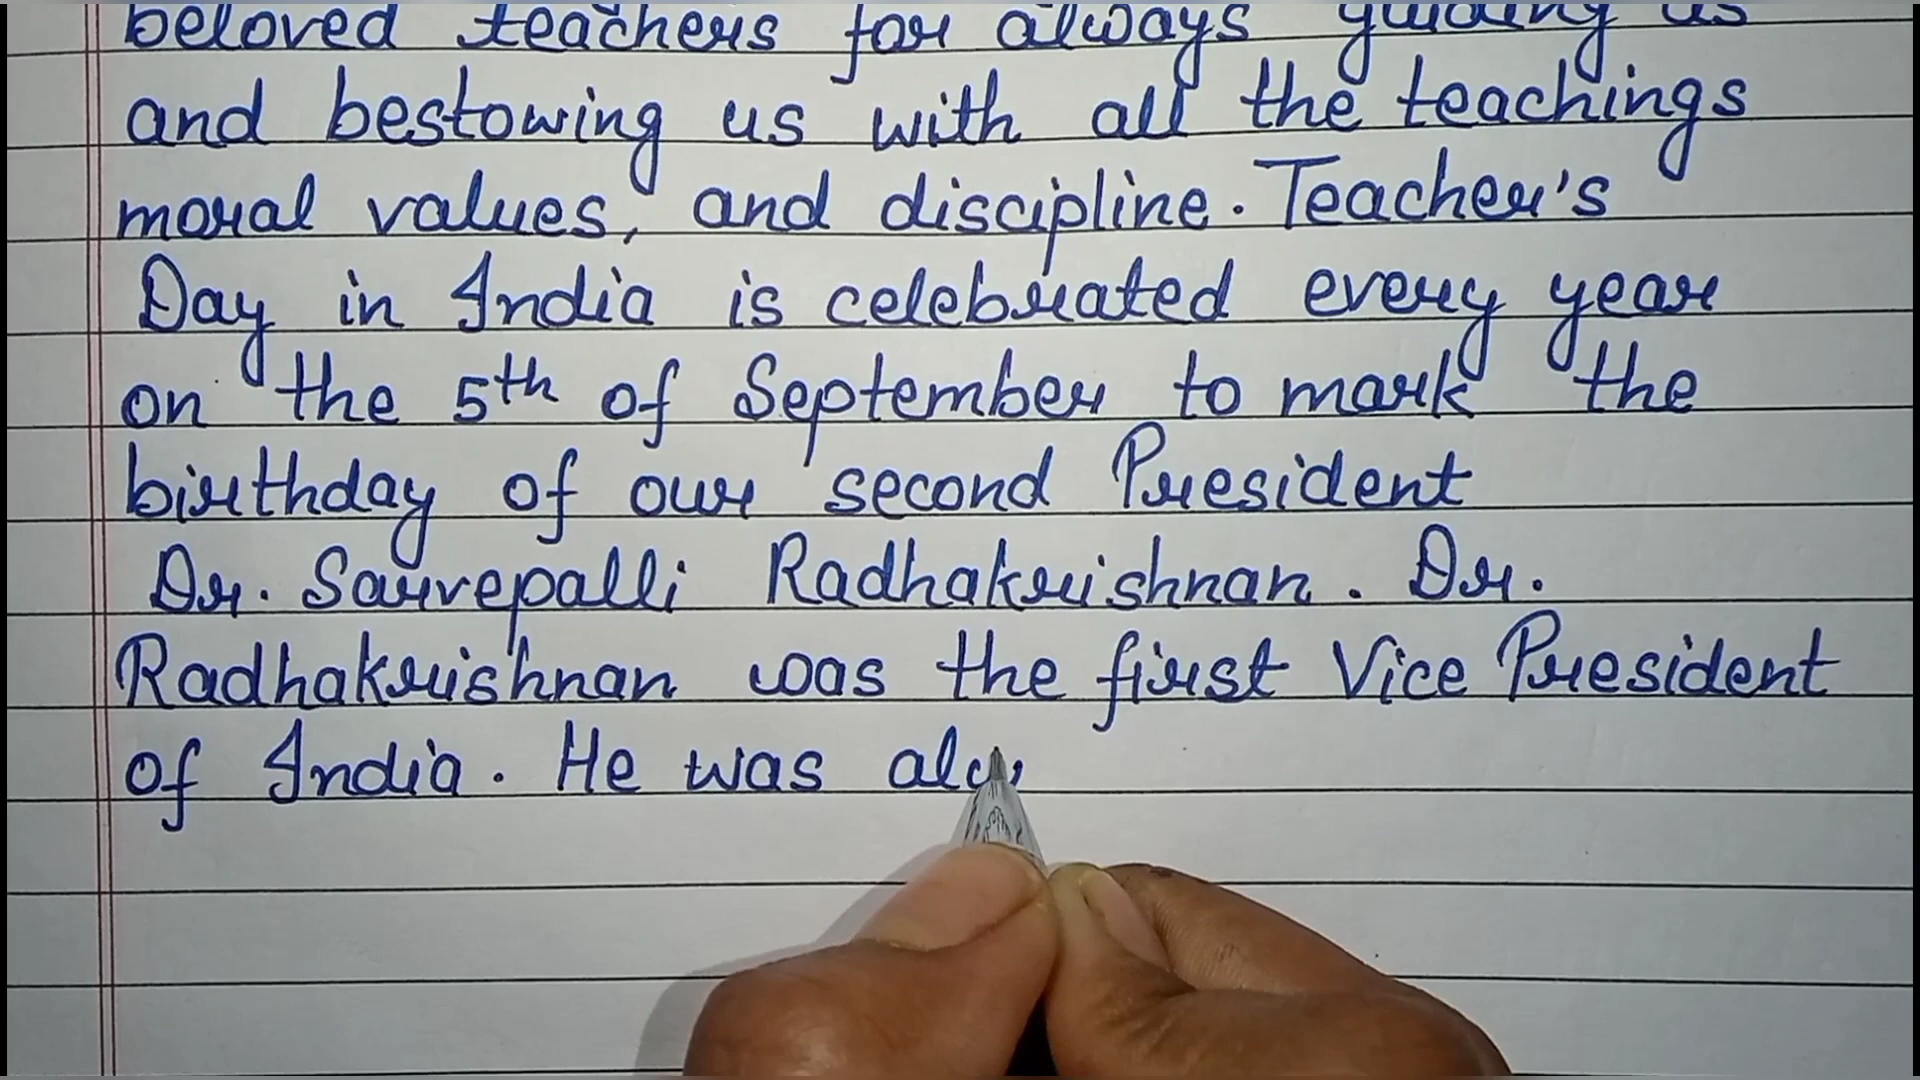 beloved teachers for always guiding us
and bestowing us with all the teachings
moral values, and discipline. Teacher's
Day in India is celebrated every year
on the 5th of September to mark the
birthday of our second President
Dr. Sarvepalli Radhakrishnan. Dr.
Radhakrishnan was the first Vice President
of India. He was